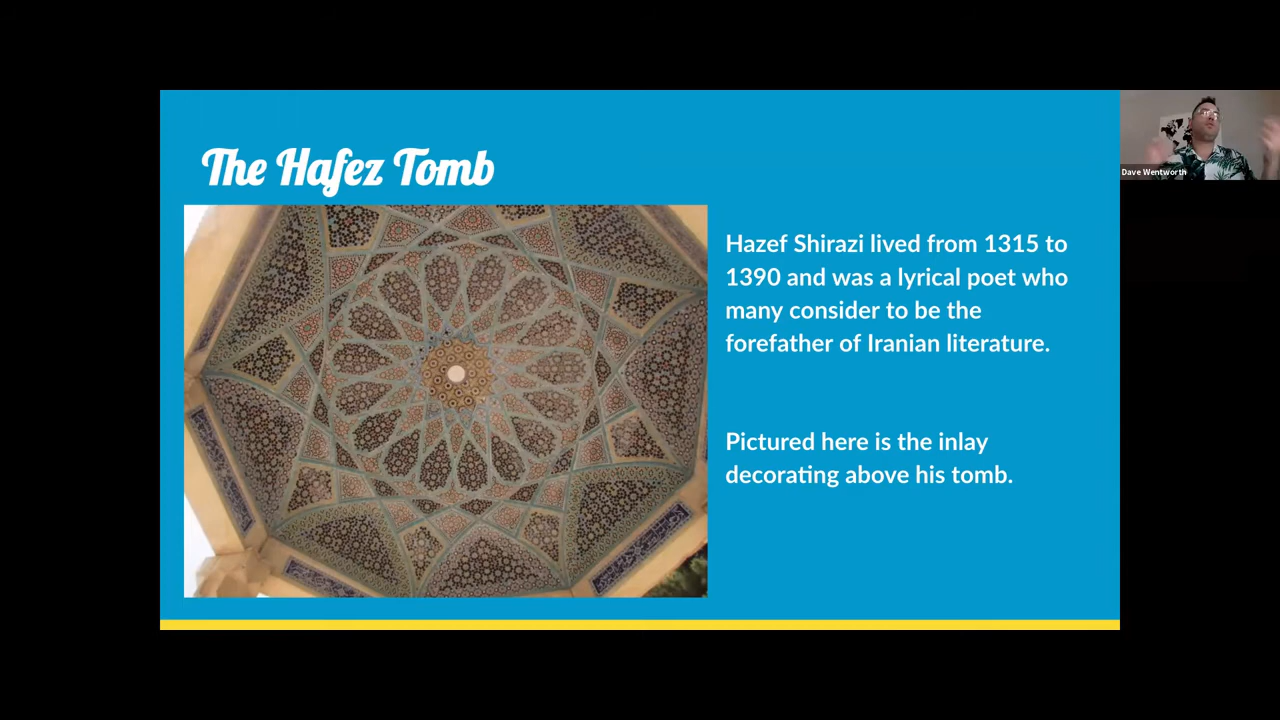 The Hafez Tomb
Hazef Shirazi lived from 1315 to
1390 and was a lyrical poet who
many consider to be the
forefather of Iranian literature.
Pictured here is the inlay
decorating above his tomb.
Dave Wentworth